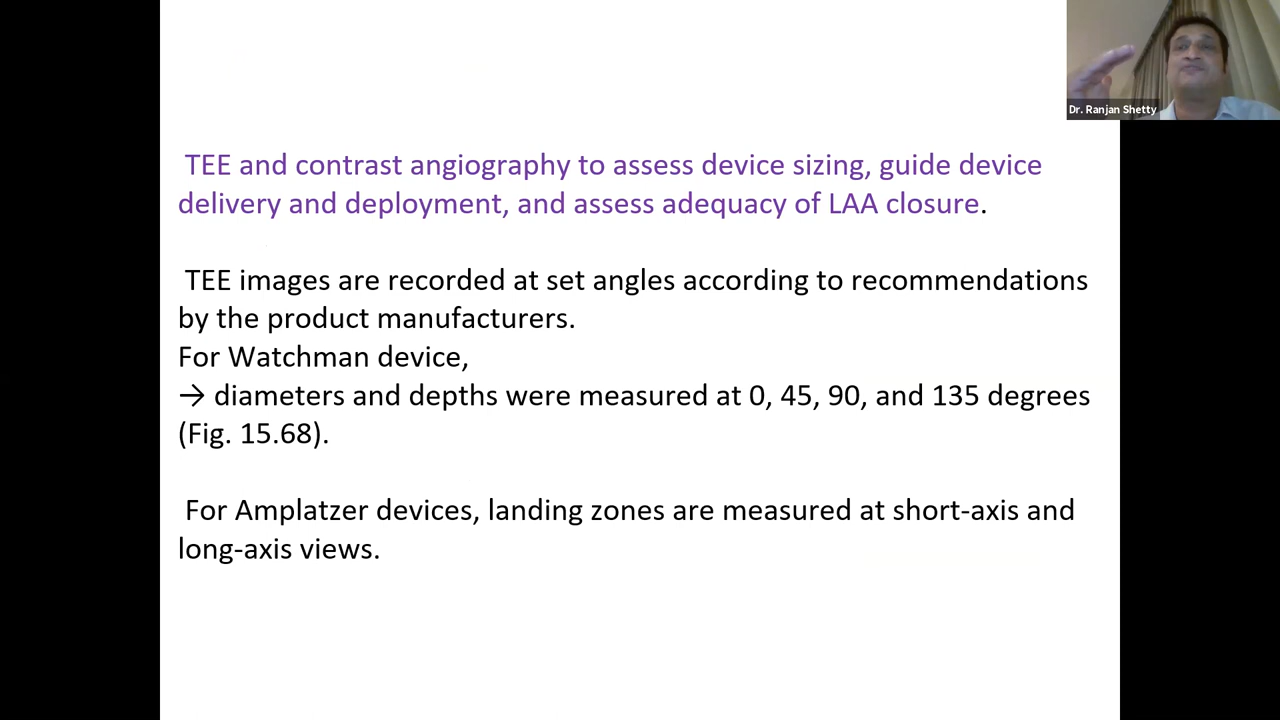 Dr. Ranjan Shetty
TEE and contrast angiography to assess device sizing, guide device
delivery and deployment, and assess adequacy of LAA closure.
TEE images are recorded at set angles according to recommendations
by the product manufacturers.
For Watchman device,
→ diameters and depths were measured at 0, 45, 90, and 135 degrees
(Fig. 15.68).
For Amplatzer devices, landing zones are measured at short-axis and
long-axis views.